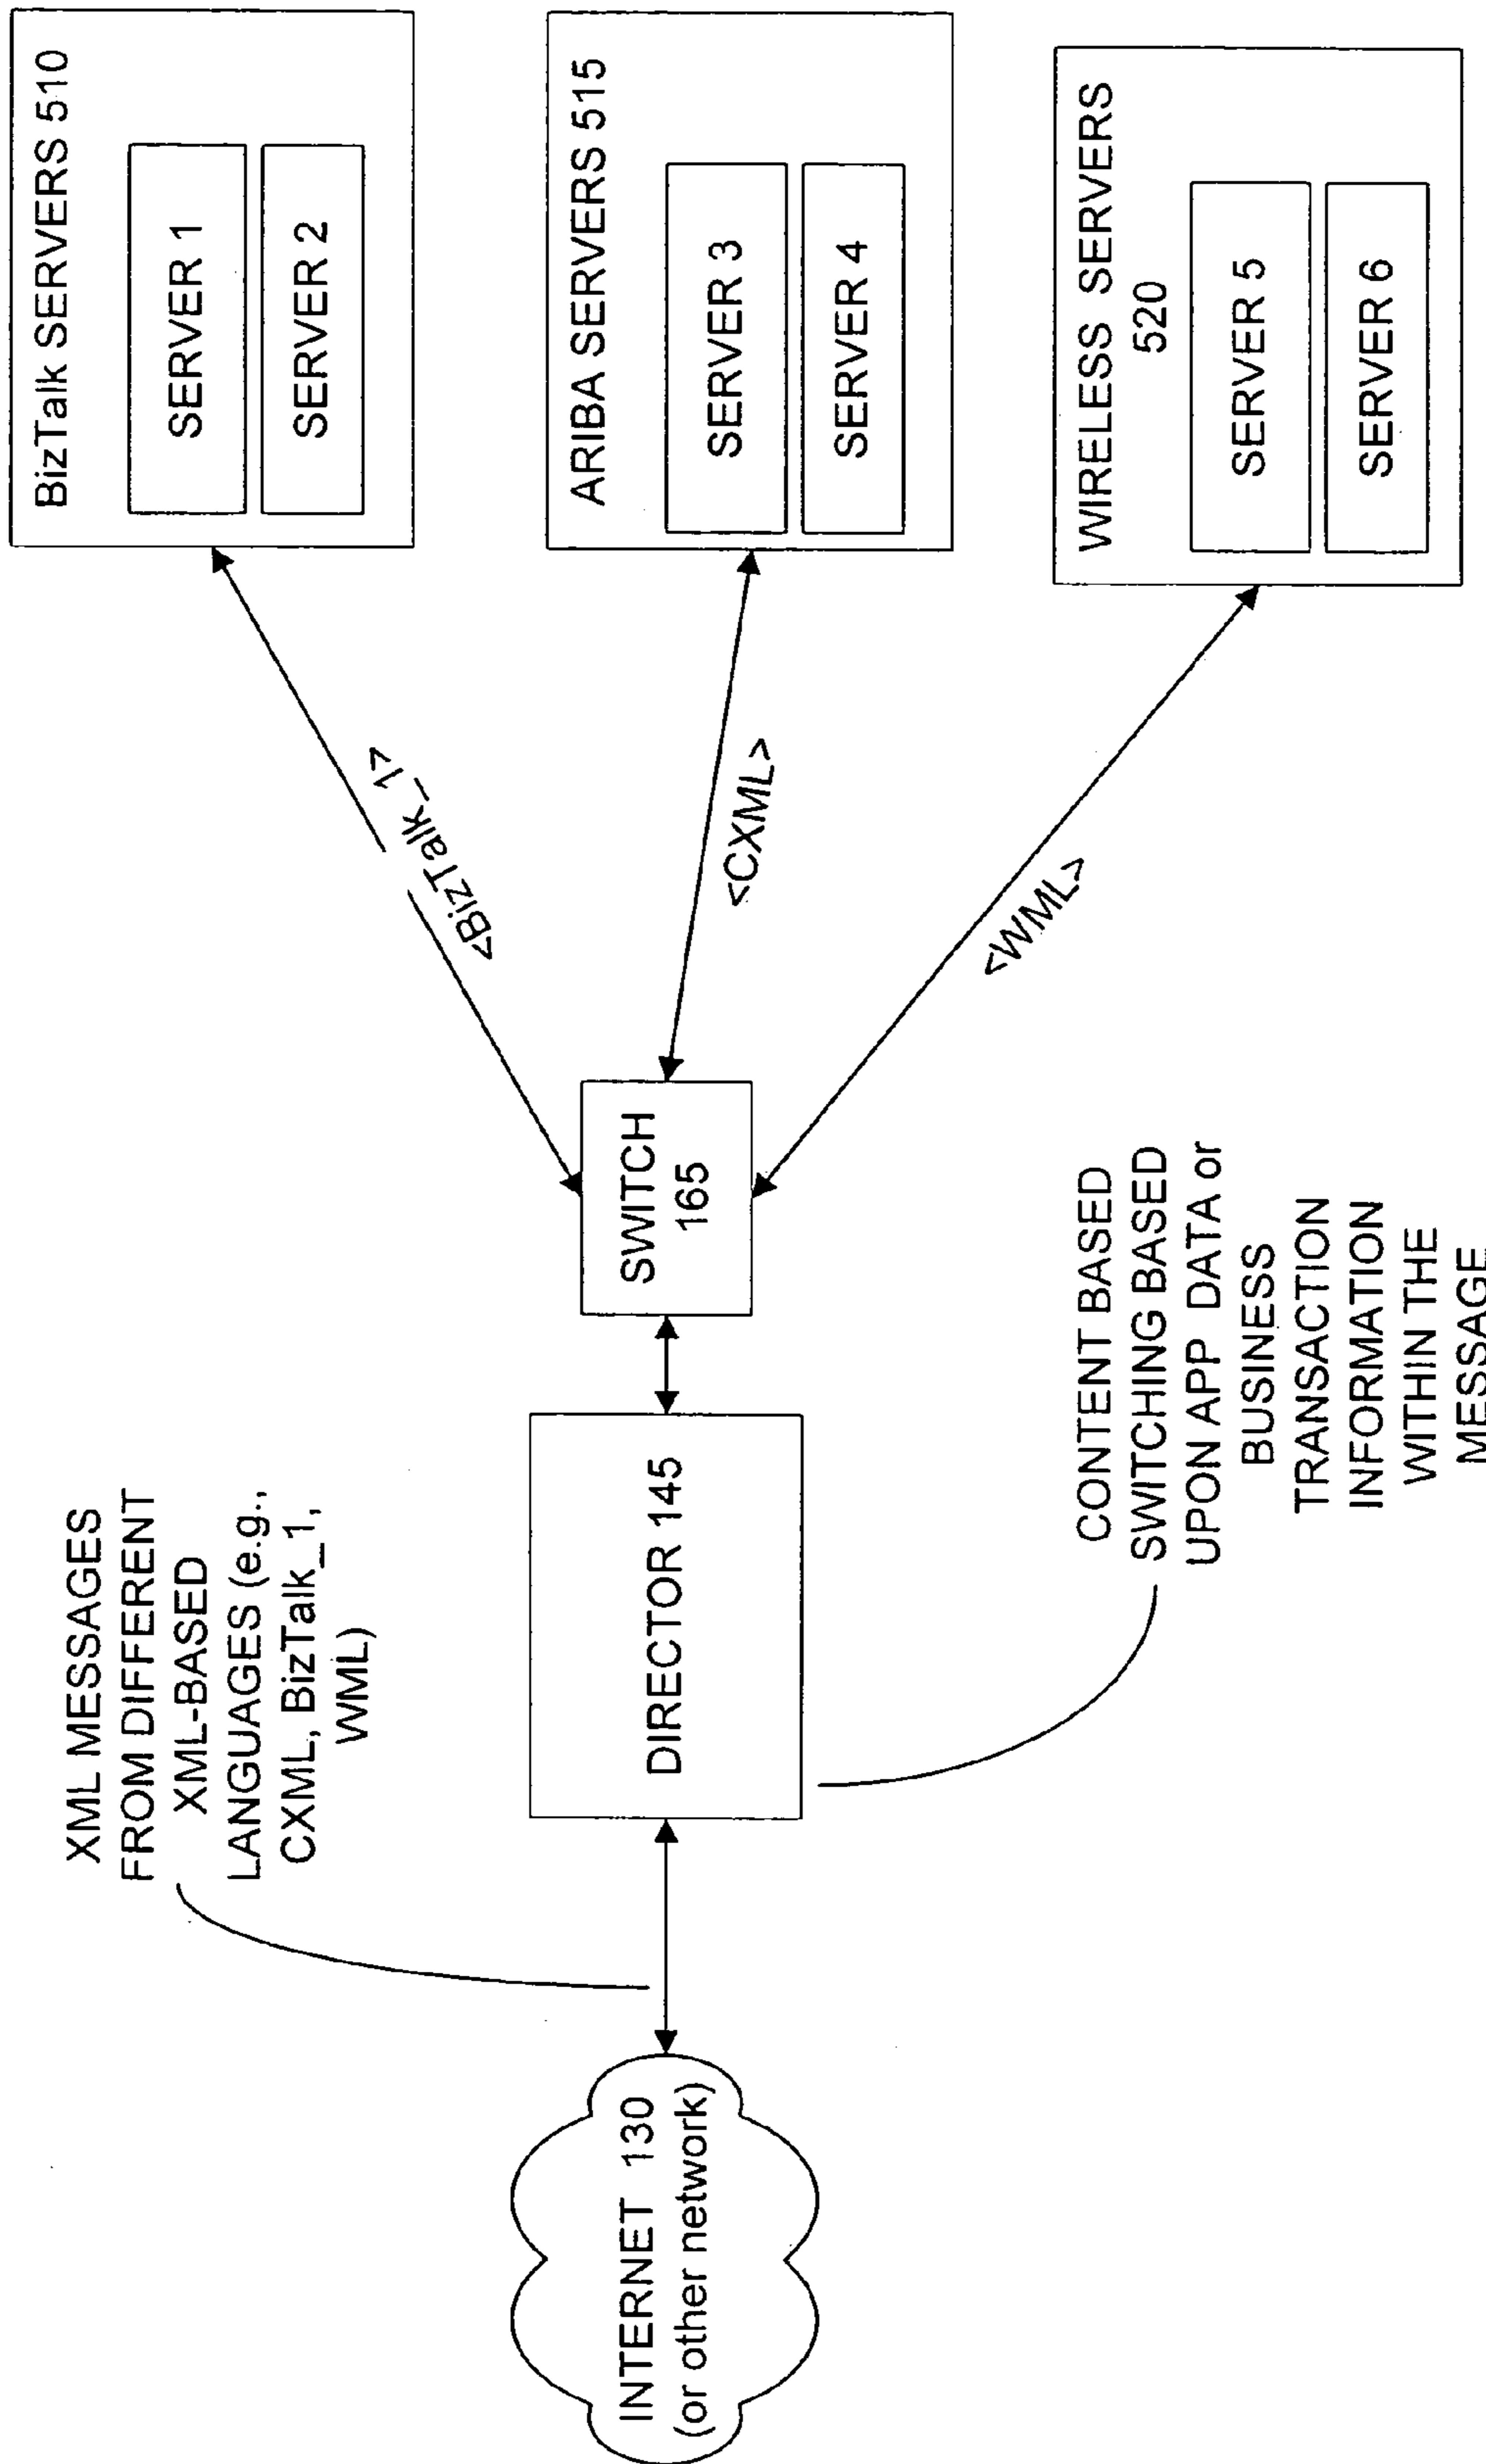 XML MESSAGES
FROM DIFFERENT
XML-BASED
LANGUAGES (e.g.,
CXML, BizTalk_1,
WML)
INTERNET 130
(or other network)
DIRECTOR 145
SWITCH
165
CONTENT BASED
SWITCHING BASED
UPON APP DATA or
BUSINESS
TRANSACTION
INFORMATION
WITHIN THE
MESSAGE
<BizTalk_1>
<CXML>
<WML>
BizTalk SERVERS 510
SERVER 1
SERVER 2
ARIBA SERVERS 515
SERVER 3
SERVER 4
WIRELESS SERVERS
520
SERVER 5
SERVER 6